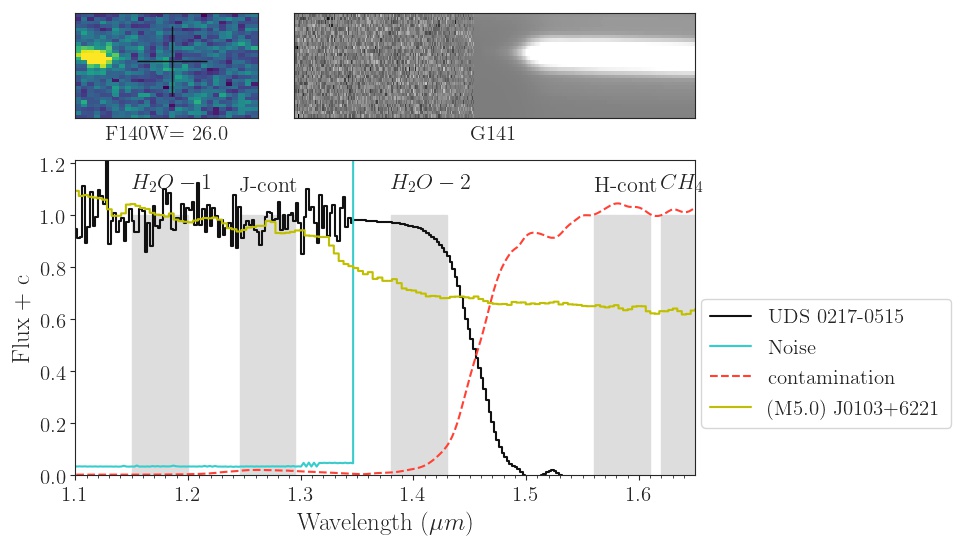 F140W= 26.0
G141
H₂O − 1
J-cont
H₂O − 2
H-cont
CH₄
1.2
1.0
0.8
0.6
0.4
0.2
0.0
Flux + c
1.1
1.2
1.3
1.4
1.5
1.6
Wavelength (μm)
UDS 0217-0515
Noise
contamination
(M5.0) J0103+6221